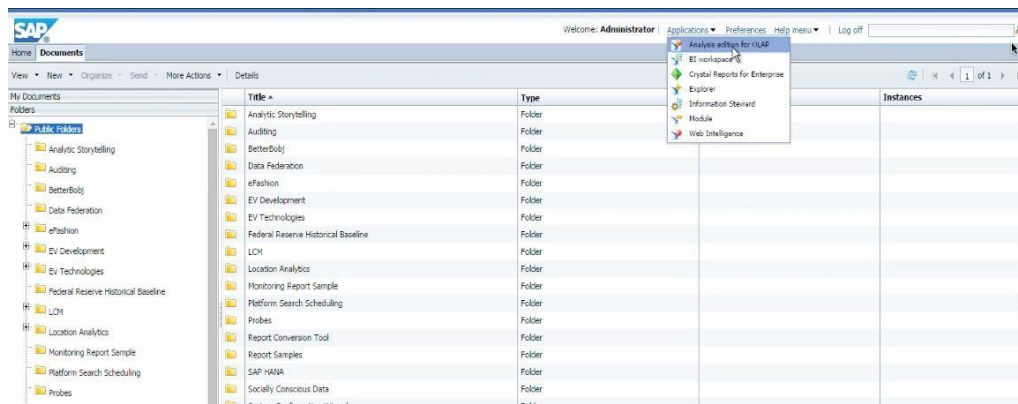 SAP
Welcome: Administrator | Applications Preferences Help menu | Log off
Home Documents
View New Organize Send More Actions Details
1 of 1
Analysis edition for OLAP
BI workspace
Crystal Reports for Enterprise
Explorer
Information Steward
Module
Web Intelligence
My Documents
Folders
Public Folders
Analytic Storytelling
Auditing
BetterBobj
Data Federation
eFashion
EV Development
EV Technologies
Federal Reserve Historical Baseline
LCM
Location Analytics
Monitoring Report Sample
Platform Search Scheduling
Probes
Title Type Instances
Analytic Storytelling Folder
Auditing Folder
BetterBobj Folder
Data Federation Folder
eFashion Folder
EV Development Folder
EV Technologies Folder
Federal Reserve Historical Baseline Folder
LCM Folder
Location Analytics Folder
Monitoring Report Sample Folder
Platform Search Scheduling Folder
Probes Folder
Report Conversion Tool Folder
Report Samples Folder
SAP HANA Folder
Socially Conscious Data Folder